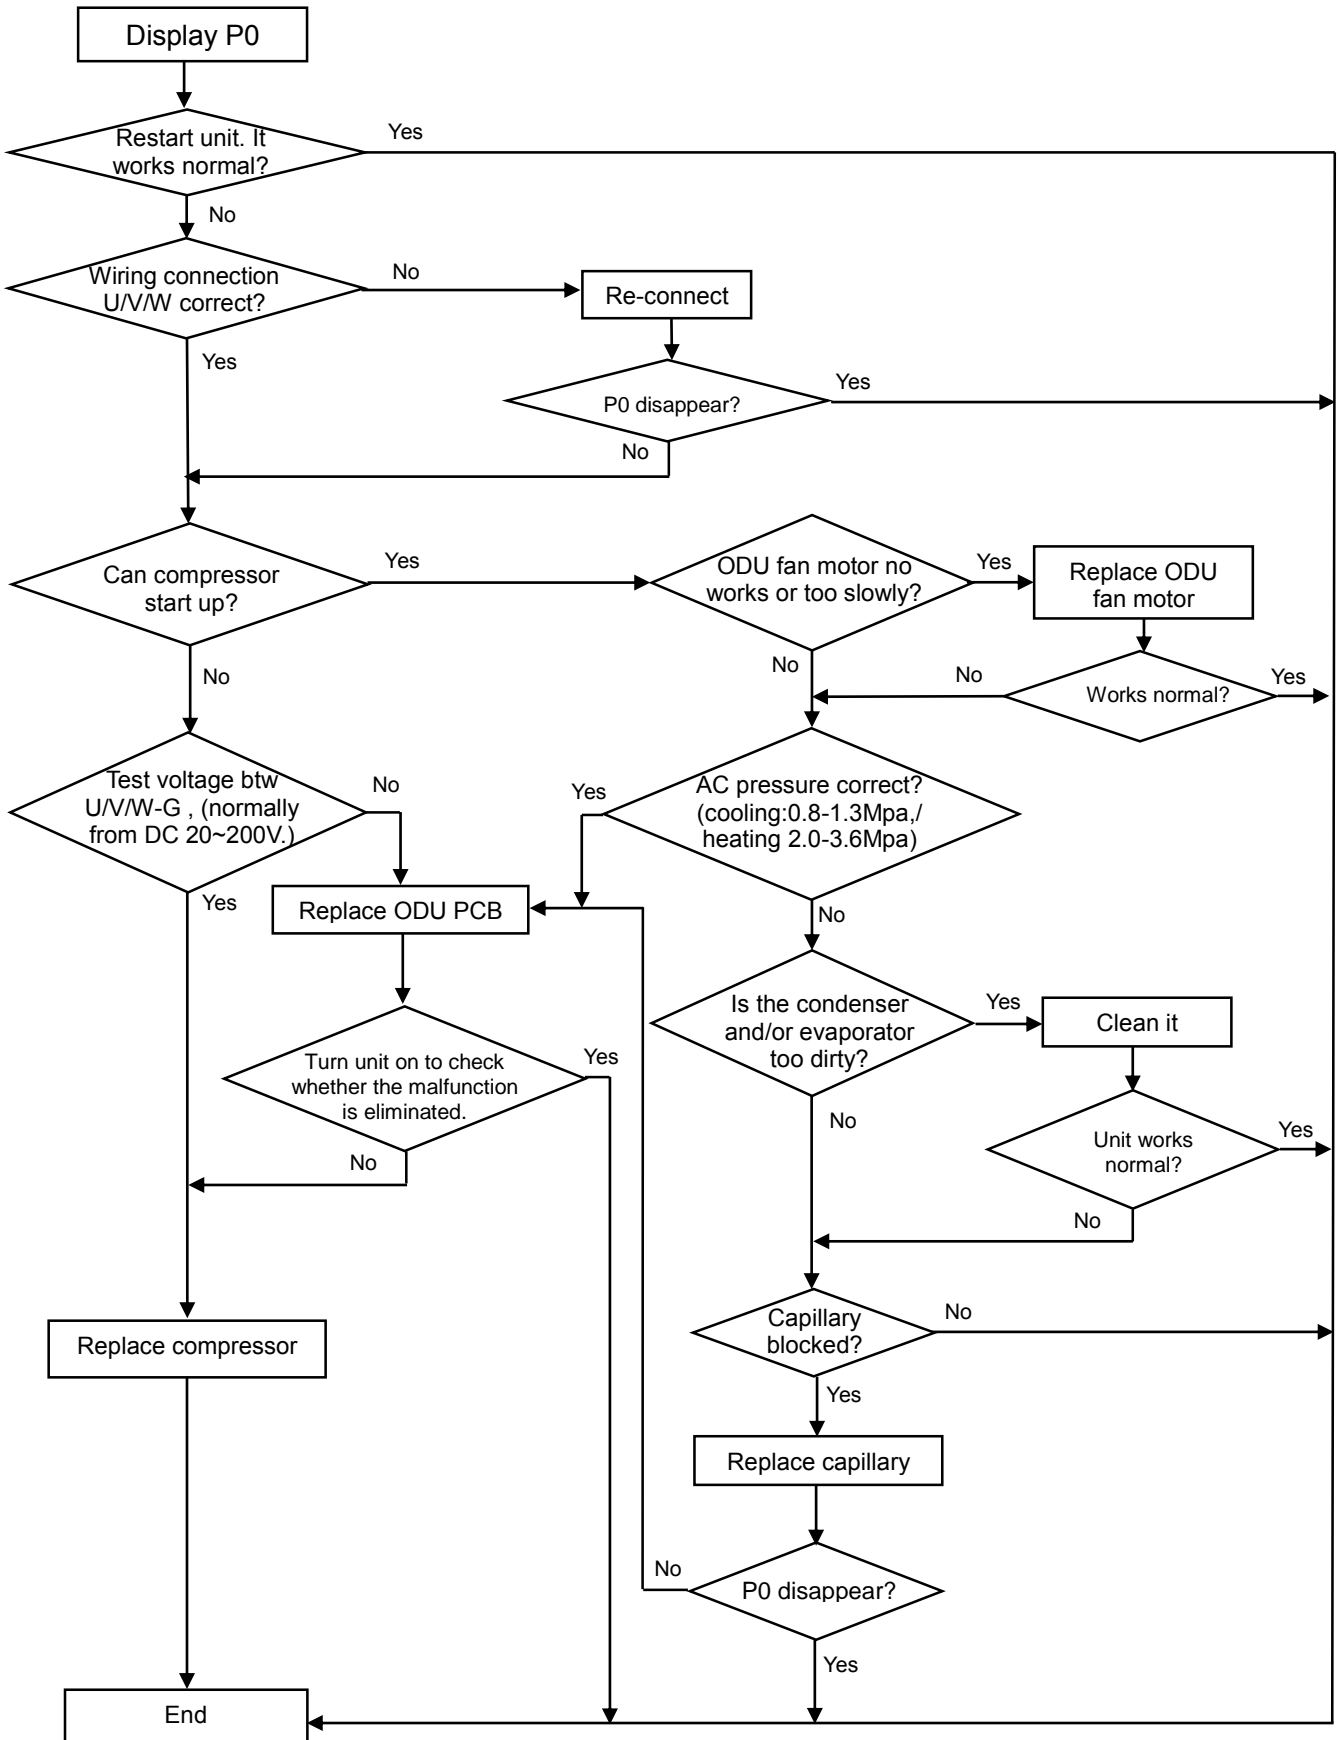 Display P0
Restart unit. It
works normal?
Yes
No
Wiring connection
U/V/W correct?
No
Re-connect
Yes
P0 disappear?
Yes
No
Can compressor
start up?
Yes
ODU fan motor no
works or too slowly?
Yes
Replace ODU
fan motor
No
No
No
Works normal?
Yes
Test voltage btw
U/V/W-G , (normally
from DC 20~200V.)
No
Yes
AC pressure correct?
(cooling:0.8-1.3Mpa,/
heating 2.0-3.6Mpa)
Yes
Replace ODU PCB
No
Is the condenser
and/or evaporator
too dirty?
Yes
Clean it
Turn unit on to check
whether the malfunction
is eliminated.
Yes
No
No
Unit works
normal?
Yes
No
Capillary
blocked?
No
Replace compressor
Yes
Replace capillary
No
P0 disappear?
Yes
End